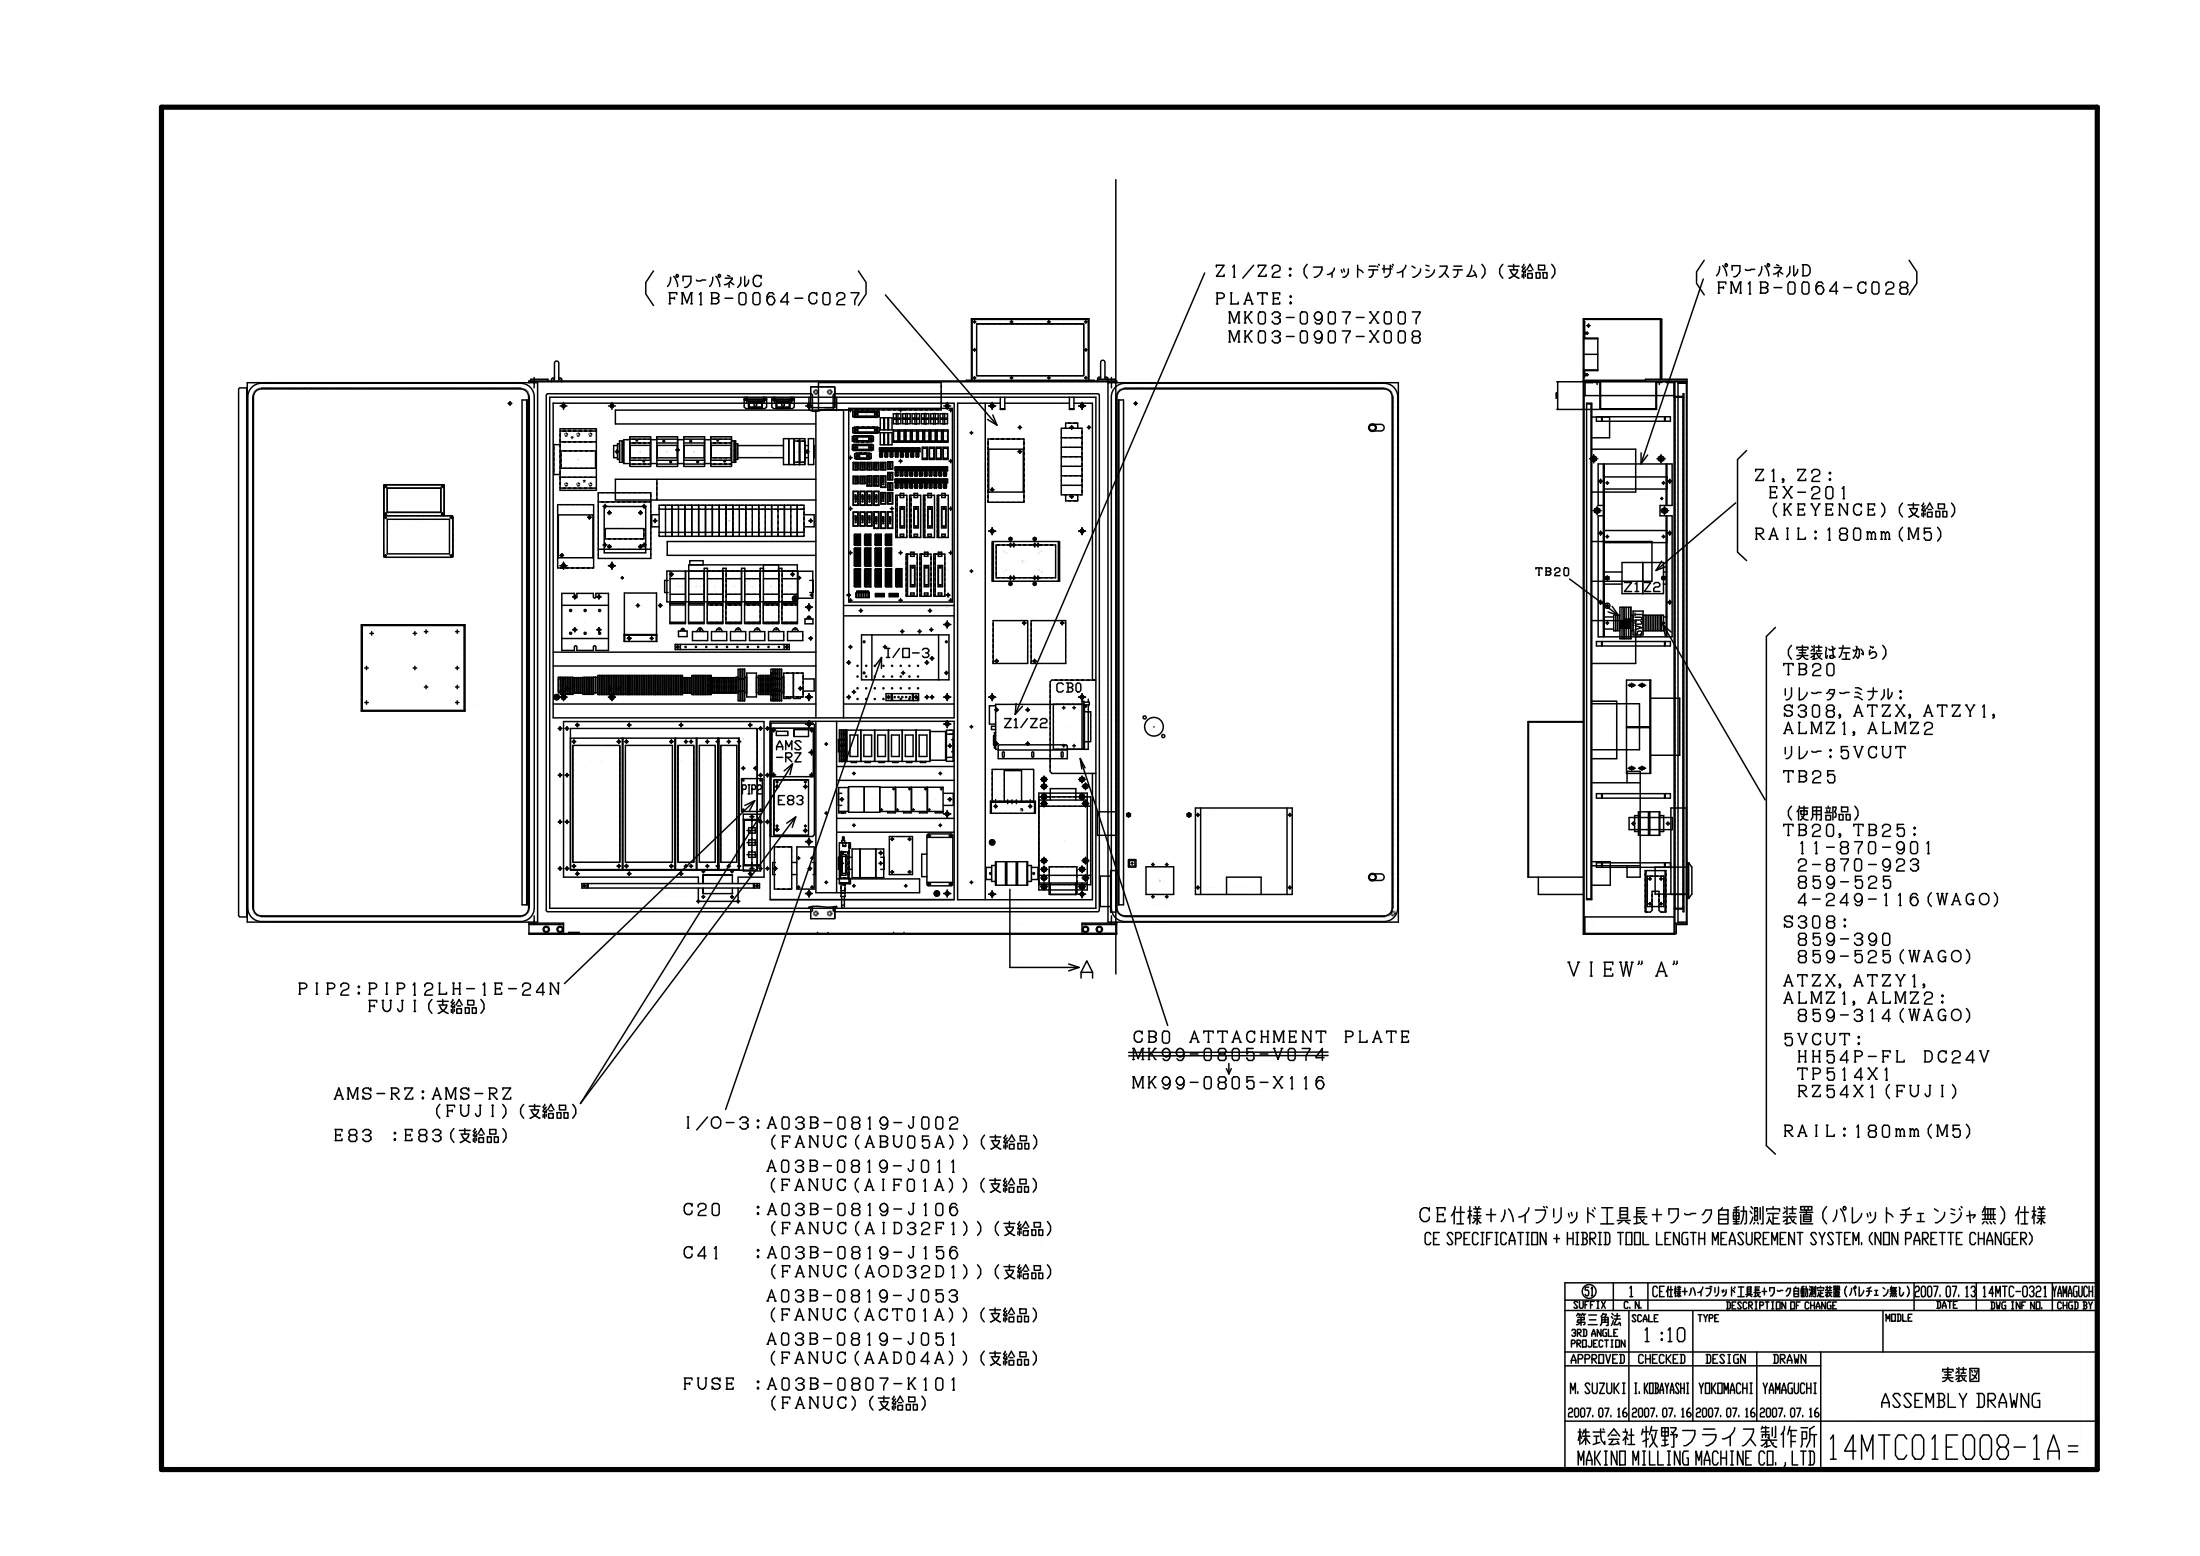 パワーパネルC
FM1B-0064-C027
Z1/Z2:(フィットデザインシステム)(支給品)
PLATE:
MK03-0907-X007
MK03-0907-X008
パワーパネルD
FM1B-0064-C028
Z1, Z2:
EX-201
(KEYENCE)(支給品)
RAIL:180mm(M5)
TB20
Z1 Z2
5VCUT
I/O-3
CB0
Z1/Z2
AMS
-RZ
PIP2
E83
A
VIEW"A"
(実装は左から)
TB20
リレーターミナル:
S308, ATZX, ATZY1,
ALMZ1, ALMZ2
リレー:5VCUT
TB25
(使用部品)
TB20, TB25:
11-870-901
2-870-923
859-525
4-249-116(WAGO)
S308:
859-390
859-525(WAGO)
ATZX, ATZY1,
ALMZ1, ALMZ2:
859-314(WAGO)
5VCUT:
HH54P-FL DC24V
TP514X1
RZ54X1(FUJI)
RAIL:180mm(M5)
PIP2:PIP12LH-1E-24N
FUJI(支給品)
AMS-RZ:AMS-RZ
(FUJI)(支給品)
E83 :E83(支給品)
CB0 ATTACHMENT PLATE
MK99-0805-V074
↓
MK99-0805-X116
I/O-3:A03B-0819-J002
(FANUC(ABU05A))(支給品)
A03B-0819-J011
(FANUC(AIF01A))(支給品)
C20 :A03B-0819-J106
(FANUC(AID32F1))(支給品)
C41 :A03B-0819-J156
(FANUC(AOD32D1))(支給品)
A03B-0819-J053
(FANUC(ACT01A))(支給品)
A03B-0819-J051
(FANUC(AAD04A))(支給品)
FUSE :A03B-0807-K101
(FANUC)(支給品)
CE仕様+ハイブリッド工具長+ワーク自動測定装置(パレットチェンジャ無)仕様
CE SPECIFICATION + HIBRID TOOL LENGTH MEASUREMENT SYSTEM. (NON PARETTE CHANGER)
51 1 CE仕様+ハイブリッド工具長+ワーク自動測定装置(パレチェン無し) 2007.07.13 14MTC-0321 YAMAGUCHI
SUFFIX C.N. DESCRIPTION OF CHANGE DATE DWG INF NO. CHGD BY
第三角法 SCALE TYPE MODLE
3RD ANGLE 1:10
PROJECTION
APPROVED CHECKED DESIGN DRAWN
M. SUZUKI I. KOBAYASHI YOKOMACHI YAMAGUCHI
2007.07.16 2007.07.16 2007.07.16 2007.07.16
実装図
ASSEMBLY DRAWNG
株式会社 牧野フライス製作所
MAKINO MILLING MACHINE CO. ,LTD
14MTC01E008-1A=